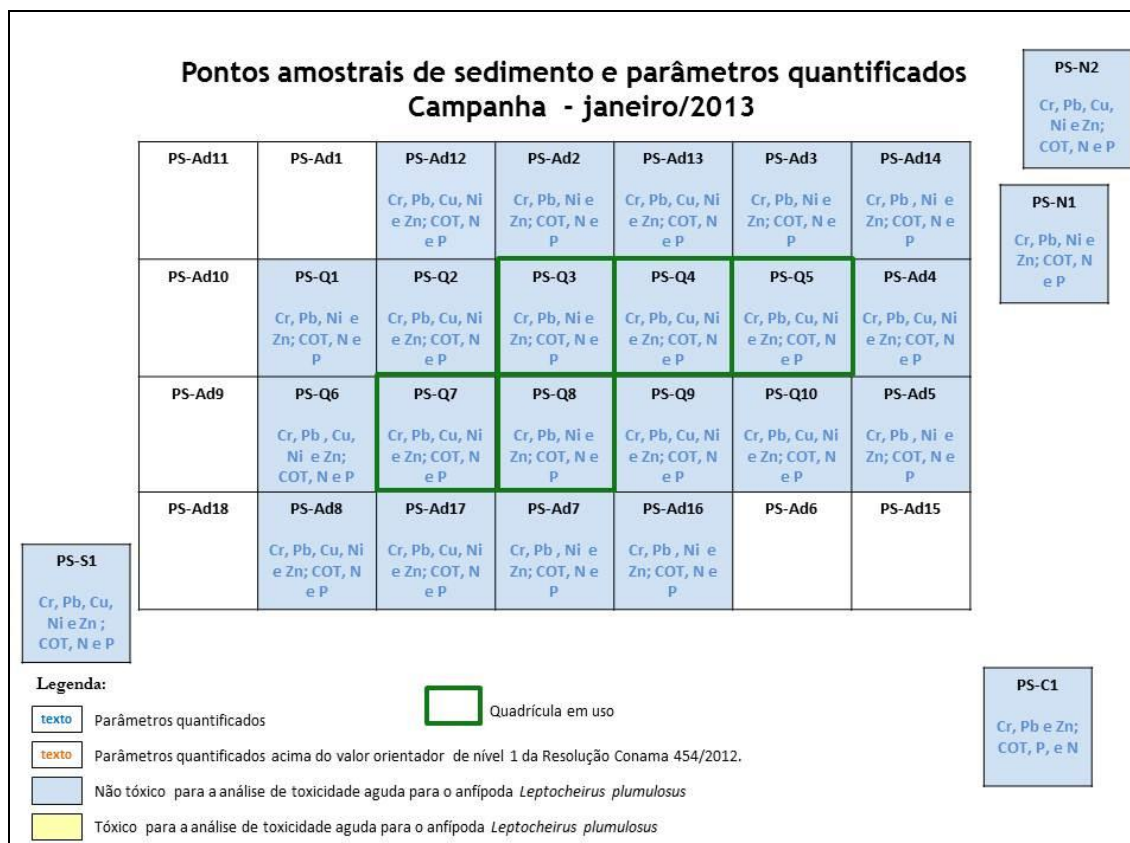 Pontos amostrais de sedimento e parâmetros quantificados
Campanha - janeiro/2013
PS-N2
Cr, Pb, Cu,
Ni e Zn;
COT, N e P
PS-N1
Cr, Pb, Ni e
Zn; COT, N
e P
PS-Ad11
PS-Ad1
PS-Ad12
Cr, Pb, Cu, Ni
e Zn; COT, N
e P
PS-Ad2
Cr, Pb, Ni e
Zn; COT, N e
P
PS-Ad13
Cr, Pb, Cu, Ni
e Zn; COT, N
e P
PS-Ad3
Cr, Pb, Ni e
Zn; COT, N e
P
PS-Ad14
Cr, Pb , Ni e
Zn; COT, N e
P
PS-Ad10
PS-Q1
Cr, Pb, Ni e
Zn; COT, N e
P
PS-Q2
Cr, Pb, Cu, Ni
e Zn; COT, N
e P
PS-Q3
Cr, Pb, Ni e
Zn; COT, N e
P
PS-Q4
Cr, Pb, Cu, Ni
e Zn; COT, N
e P
PS-Q5
Cr, Pb, Cu, Ni
e Zn; COT, N
e P
PS-Ad4
Cr, Pb, Cu, Ni
e Zn; COT, N
e P
PS-Ad9
PS-Q6
Cr, Pb , Cu,
Ni e Zn;
COT, N e P
PS-Q7
Cr, Pb, Cu, Ni
e Zn; COT, N
e P
PS-Q8
Cr, Pb, Ni e
Zn; COT, N e
P
PS-Q9
Cr, Pb, Cu, Ni
e Zn; COT, N
e P
PS-Q10
Cr, Pb, Cu, Ni
e Zn; COT, N
e P
PS-Ad5
Cr, Pb , Ni e
Zn; COT, N e
P
PS-Ad18
PS-Ad8
Cr, Pb, Cu, Ni
e Zn; COT, N
e P
PS-Ad17
Cr, Pb, Cu, Ni
e Zn; COT, N
e P
PS-Ad7
Cr, Pb , Ni e
Zn; COT, N e
P
PS-Ad16
Cr, Pb , Ni e
Zn; COT, N e
P
PS-Ad6
PS-Ad15
PS-S1
Cr, Pb, Cu,
Ni e Zn ;
COT, N e P
PS-C1
Cr, Pb e Zn;
COT, P, e N
Legenda:
texto Parâmetros quantificados
Quadrícula em uso
texto Parâmetros quantificados acima do valor orientador de nível 1 da Resolução Conama 454/2012.
Não tóxico para a análise de toxicidade aguda para o anfípoda Leptocheirus plumulosus
Tóxico para a análise de toxicidade aguda para o anfípoda Leptocheirus plumulosus